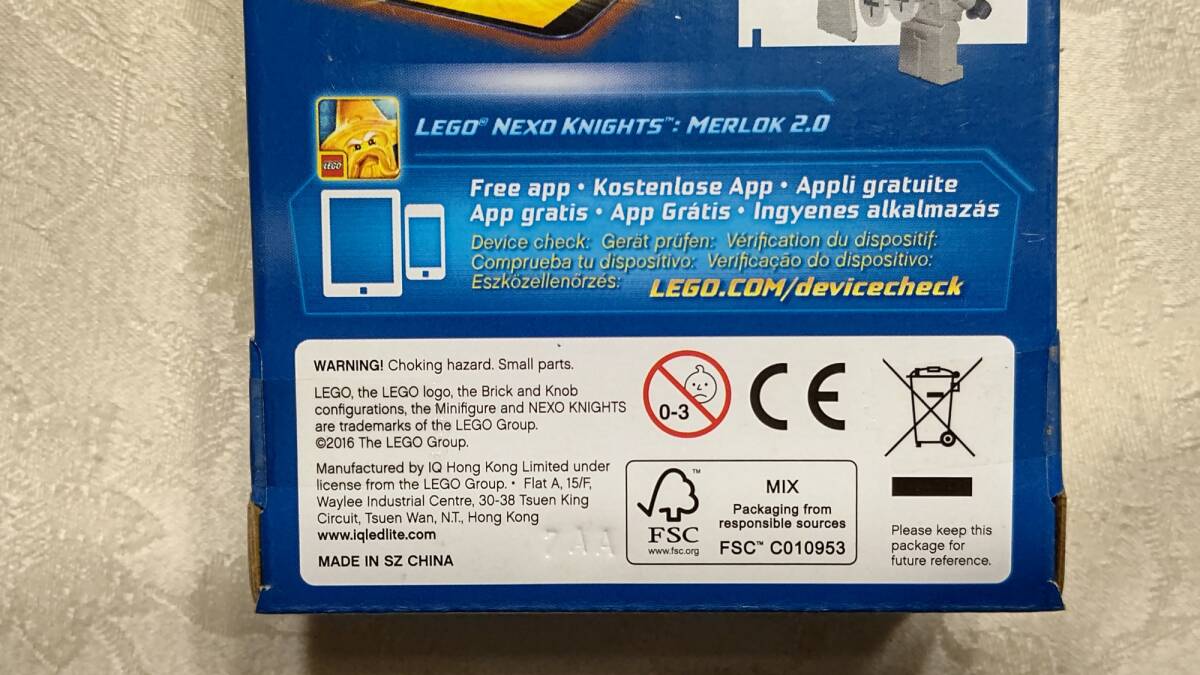 LEGO® NEXO KNIGHTS™: MERLOK 2.0
LEGO
Free app • Kostenlose App • Appli gratuite
App gratis • App Grátis • Ingyenes alkalmazás
Device check: Gerät prüfen: Vérification du dispositif:
Comprueba tu dispositivo: Verificação do dispositivo:
Eszközellenőrzés: LEGO.COM/devicecheck
WARNING! Choking hazard. Small parts.
LEGO, the LEGO logo, the Brick and Knob
configurations, the Minifigure and NEXO KNIGHTS
are trademarks of the LEGO Group.
©2016 The LEGO Group.
Manufactured by IQ Hong Kong Limited under
license from the LEGO Group. • Flat A, 15/F,
Waylee Industrial Centre, 30-38 Tsuen King
Circuit, Tsuen Wan, N.T., Hong Kong
www.iqledlite.com
MADE IN SZ CHINA
0-3
CE
FSC™
www.fsc.org
MIX
Packaging from
responsible sources
FSC™ C010953
Please keep this
package for
future reference.